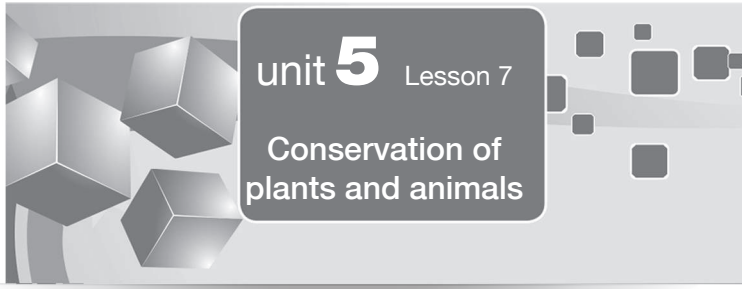 unit 5 Lesson 7
Conservation of
plants and animals